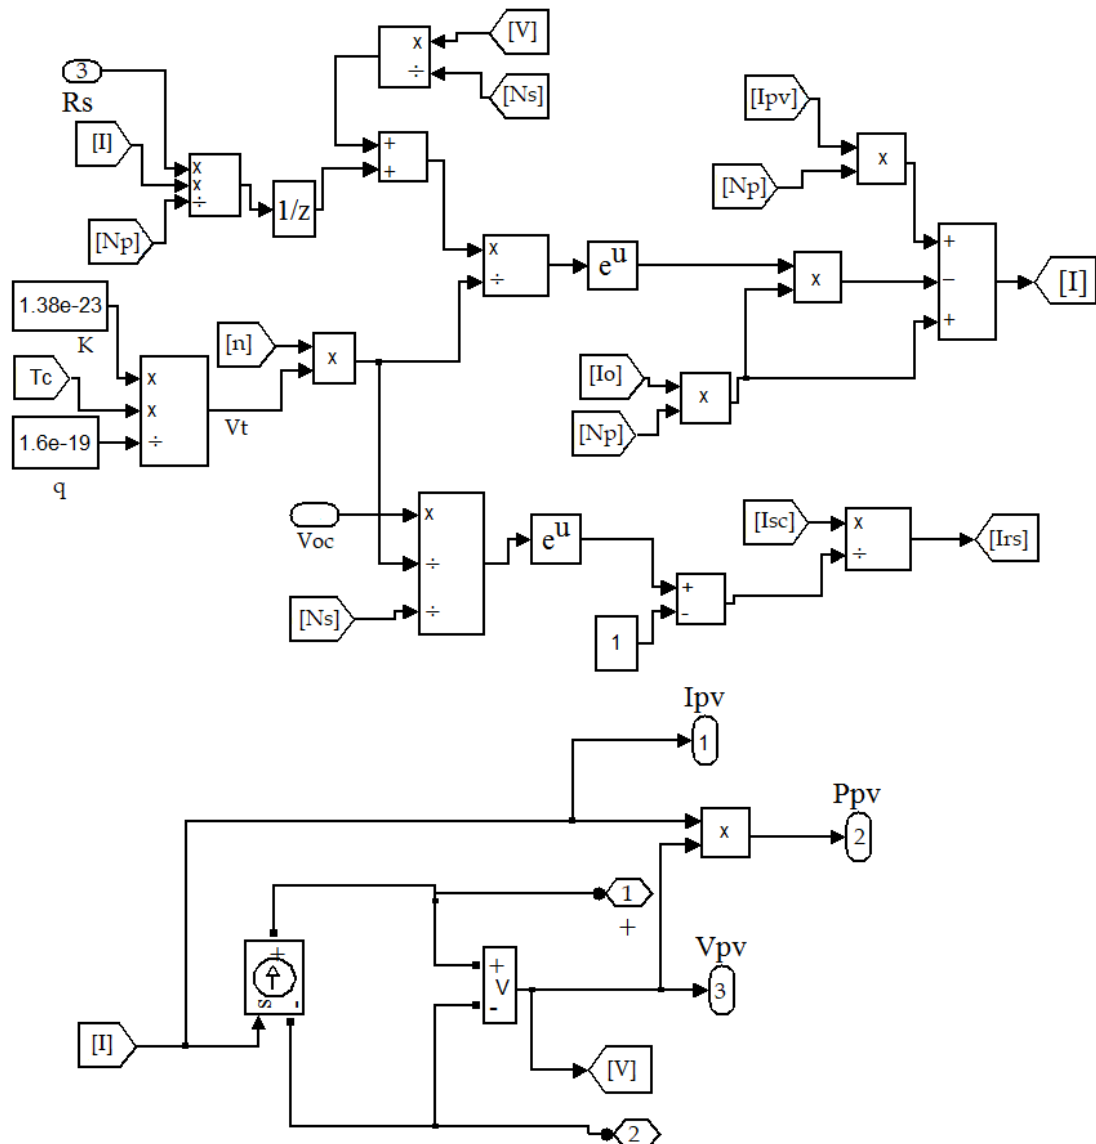 [V]
x
÷
[Ns]
3
Rs
[I]
x
x
÷
[Np]
1/z
+
+
[Ipv]
x
[Np]
x
÷
e^u
x
+
−
+
[I]
1.38e-23
K
Tc
1.6e-19
q
x
x
÷
Vt
[n]
x
[Io]
x
[Np]
Voc
x
÷
÷
[Ns]
e^u
+
-
1
[Isc]
x
÷
[Irs]
Ipv
1
Ppv
x
2
1
+
+
s
-
+
V
-
Vpv
3
[I]
[V]
2